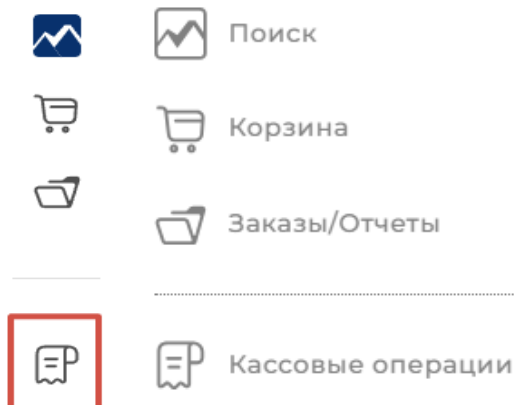 Поиск
Корзина
Заказы/Отчеты
Кассовые операции